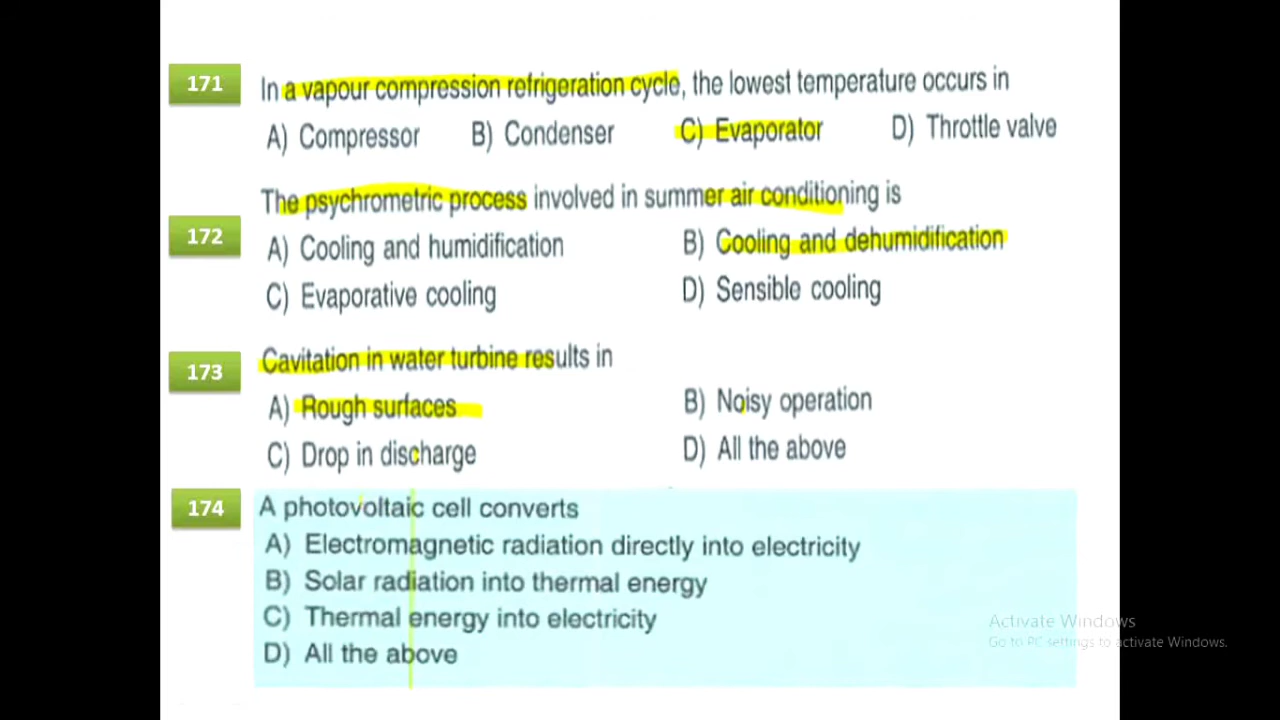 171 In a vapour compression refrigeration cycle, the lowest temperature occurs in
A) Compressor B) Condenser C) Evaporator D) Throttle valve
The psychrometric process involved in summer air conditioning is
172
A) Cooling and humidification B) Cooling and dehumidification
C) Evaporative cooling D) Sensible cooling
173 Cavitation in water turbine results in
A) Rough surfaces B) Noisy operation
C) Drop in discharge D) All the above
174 A photovoltaic cell converts
A) Electromagnetic radiation directly into electricity
B) Solar radiation into thermal energy
C) Thermal energy into electricity
D) All the above
Activate Windows
Go to PC settings to activate Windows.